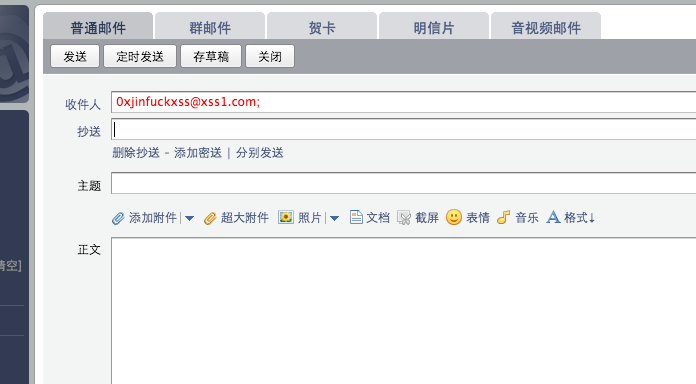 普通邮件 群邮件 贺卡 明信片 音视频邮件
发送 定时发送 存草稿 关闭
收件人 0xjinfuckxss@xss1.com;
抄送
删除抄送 - 添加密送 | 分别发送
主题
添加附件 | 超大附件 照片 | 文档 截屏 表情 音乐 格式↓
正文
空]